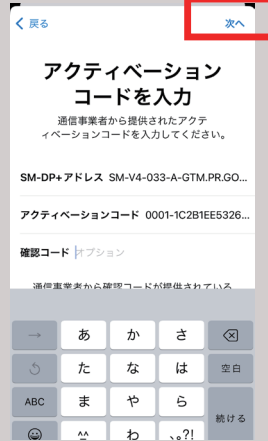 戻る 次へ
アクティベーション
コードを入力
通信事業者から提供されたアクテ
ィベーションコードを入力してください。
SM-DP+アドレス SM-V4-033-A-GTM.PR.GO...
アクティベーションコード 0001-1C2B1EE5326...
確認コード オプション
通信事業者から確認コードが提供されている
→ あ か さ
た な は 空白
ABC ま や ら
^^ わ 、。?! 続ける